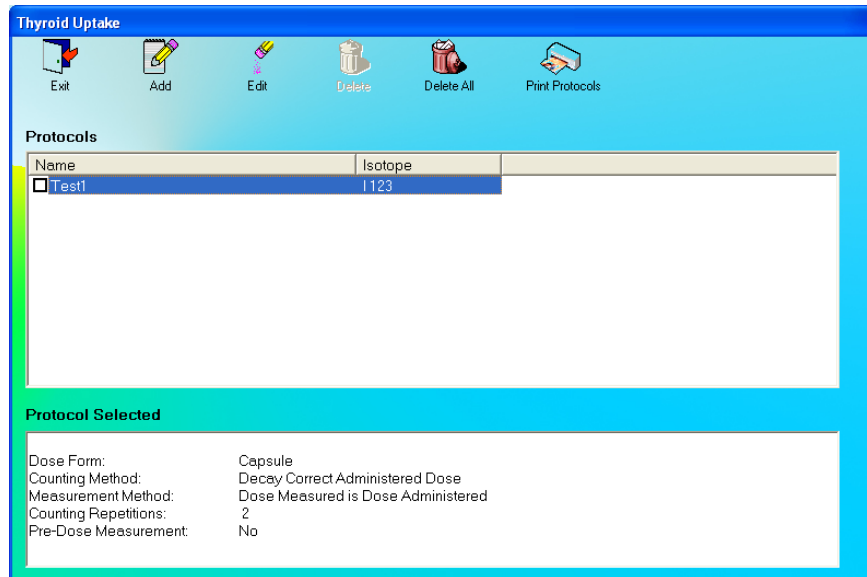 Thyroid Uptake
Exit Add Edit Delete Delete All Print Protocols
Protocols
Name Isotope
Test1 I123
Protocol Selected
Dose Form: Capsule
Counting Method: Decay Correct Administered Dose
Measurement Method: Dose Measured is Dose Administered
Counting Repetitions: 2
Pre-Dose Measurement: No